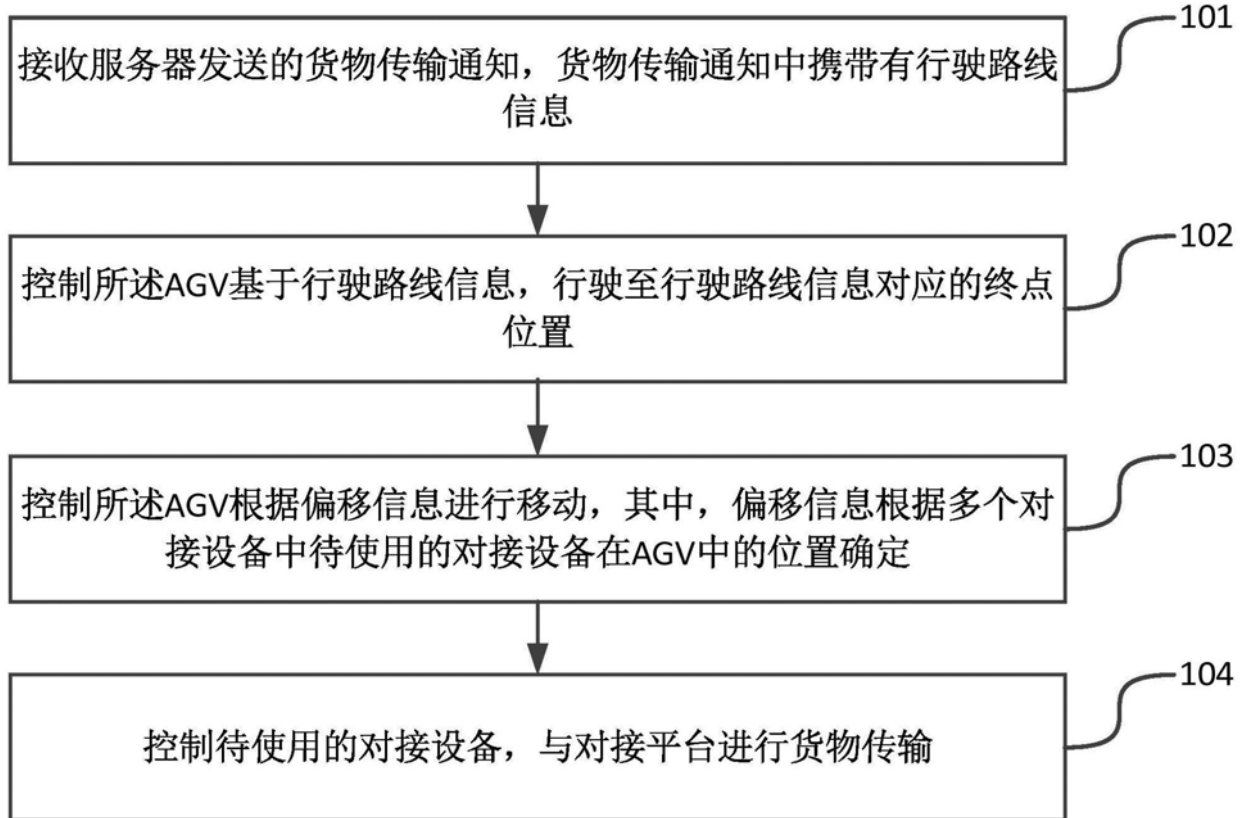 101
接收服务器发送的货物传输通知，货物传输通知中携带有行驶路线
信息
102
控制所述AGV基于行驶路线信息，行驶至行驶路线信息对应的终点
位置
103
控制所述AGV根据偏移信息进行移动，其中，偏移信息根据多个对
接设备中待使用的对接设备在AGV中的位置确定
104
控制待使用的对接设备，与对接平台进行货物传输